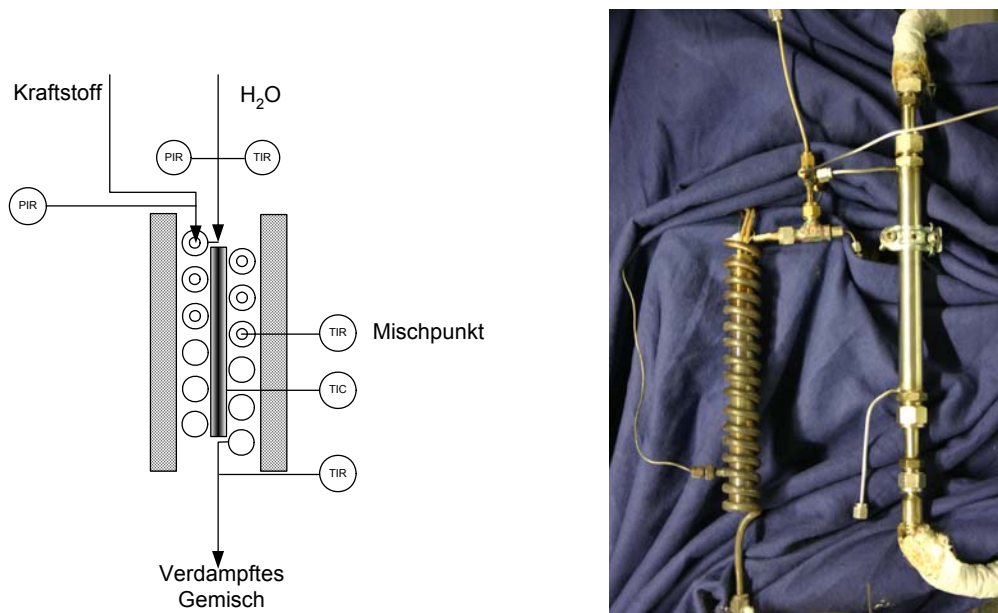 Kraftstoff
H2O
PIR
TIR
PIR
TIR
Mischpunkt
TIC
TIR
Verdampftes
Gemisch